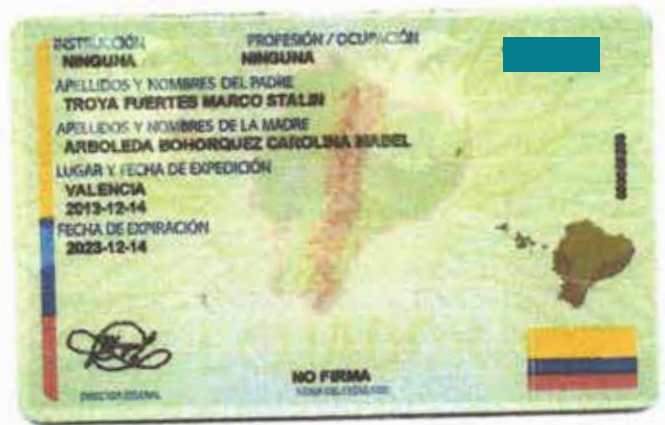 INSTRUCCIÓN PROFESIÓN / OCUPACIÓN
NINGUNA NINGUNA
APELLIDOS Y NOMBRES DEL PADRE
TROYA FUERTES MARCO STALIN
APELLIDOS Y NOMBRES DE LA MADRE
ARBOLEDA BOHORQUEZ CAROLINA MABEL
LUGAR Y FECHA DE EXPEDICIÓN
VALENCIA
2013-12-14
FECHA DE EXPIRACIÓN
2023-12-14
NO FIRMA
DIRECTOR GENERAL